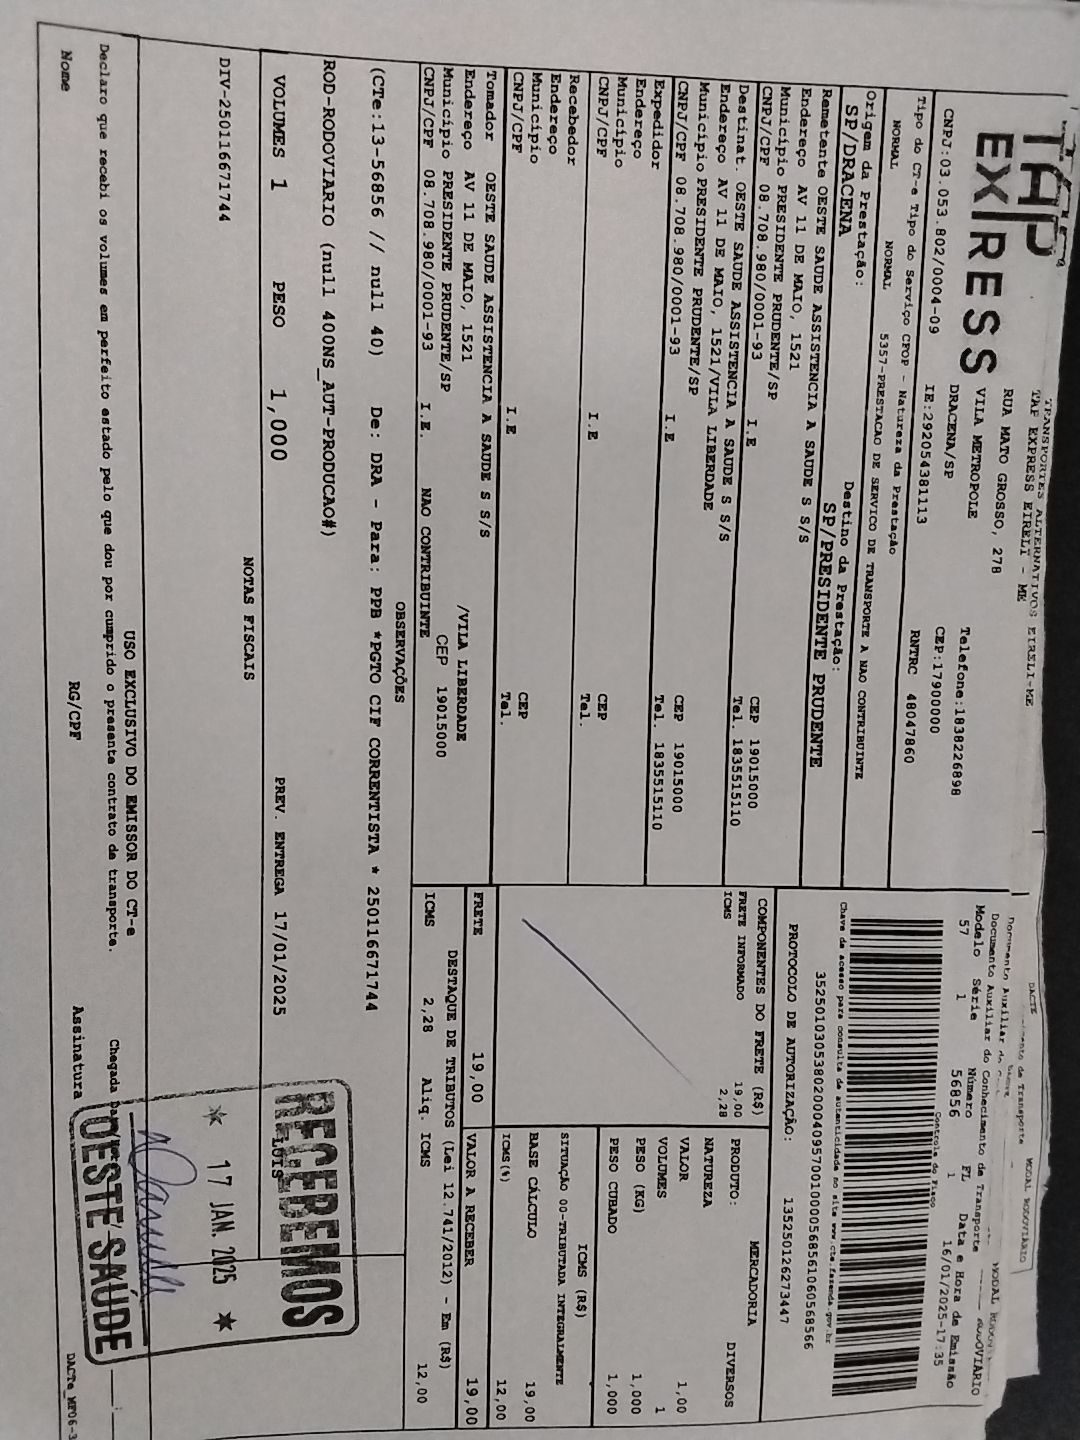 TAP
EX|RESS
TRANSPORTES ALTERNATIVOS EIRELI-ME
TAF EXPRESS EIRELI - ME
RUA MATO GROSSO, 278
VILA METROPOLE
DRACENA/SP
Telefone:1838226898
CEP:17900000
CNPJ:03.053.802/0004-09
IE:292054381113
RNTRC 48047860
DACTE
MODAL RODOVIÁRIO
Documento Auxiliar do Conhecimento de Transporte
RODOVIÁRIO
Modelo Série Número FL Data e Hora de Emissão
57 1 56856 1 16/01/2025-17:35
Controle do Fisco
Chave de acesso para consulta de autenticidade no site www.cte.fazenda.gov.br
35250103053802000409570010000568561060568566
PROTOCOLO DE AUTORIZAÇÃO: 135250126273447
Tipo do CT-e Tipo do Serviço CFOP - Natureza da Prestação
NORMAL NORMAL 5357-PRESTACAO DE SERVICO DE TRANSPORTE A NAO CONTRIBUINTE
Origem da Prestação: Destino da Prestação:
SP/DRACENA SP/PRESIDENTE PRUDENTE
Remetente OESTE SAUDE ASSISTENCIA A SAUDE S S/S
Endereço AV 11 DE MAIO, 1521
Município PRESIDENTE PRUDENTE/SP CEP 19015000
CNPJ/CPF 08.708.980/0001-93 I.E Tel. 1835515110
Destinat. OESTE SAUDE ASSISTENCIA A SAUDE S S/S
Endereço AV 11 DE MAIO, 1521/VILA LIBERDADE
Município PRESIDENTE PRUDENTE/SP CEP 19015000
CNPJ/CPF 08.708.980/0001-93 I.E Tel. 1835515110
Expedidor
Endereço
Município CEP
CNPJ/CPF I.E Tel.
Recebedor
Endereço
Município CEP
CNPJ/CPF I.E Tel.
Tomador OESTE SAUDE ASSISTENCIA A SAUDE S S/S
Endereço AV 11 DE MAIO, 1521 /VILA LIBERDADE
Município PRESIDENTE PRUDENTE/SP CEP 19015000
CNPJ/CPF 08.708.980/0001-93 I.E. NAO CONTRIBUINTE
COMPONENTES DO FRETE (R$)
FRETE INFORMADO 19,00
ICMS 2,28
PRODUTO: MERCADORIA
NATUREZA DIVERSOS
VALOR 1,00
VOLUMES 1
PESO (KG) 1,000
PESO CUBADO 1,000
ICMS (R$)
SITUAÇÃO 00-TRIBUTADA INTEGRALMENTE
BASE CÁLCULO 19,00
ICMS(%) 12,00
FRETE 19,00 VALOR A RECEBER 19,00
DESTAQUE DE TRIBUTOS (Lei 12.741/2012) - Em (R$)
ICMS 2,28 Aliq. ICMS 12,00
OBSERVAÇÕES
(CTe:13-56856 // null 40) De: DRA - Para: PPB *PGTO CIF CORRENTISTA * 25011671744
ROD-RODOVIARIO (null 400NS_AUT-PRODUCAO#)
VOLUMES 1 PESO 1,000 PREV. ENTREGA 17/01/2025
NOTAS FISCAIS
DIV-25011671744
RECEBEMOS
★ 17 JAN. 2025 ★
OESTE SAÚDE
USO EXCLUSIVO DO EMISSOR DO CT-e
Declaro que recebi os volumes em perfeito estado pelo que dou por cumprido o presente contrato de transporte.
Chegada
Nome RG/CPF Assinatura